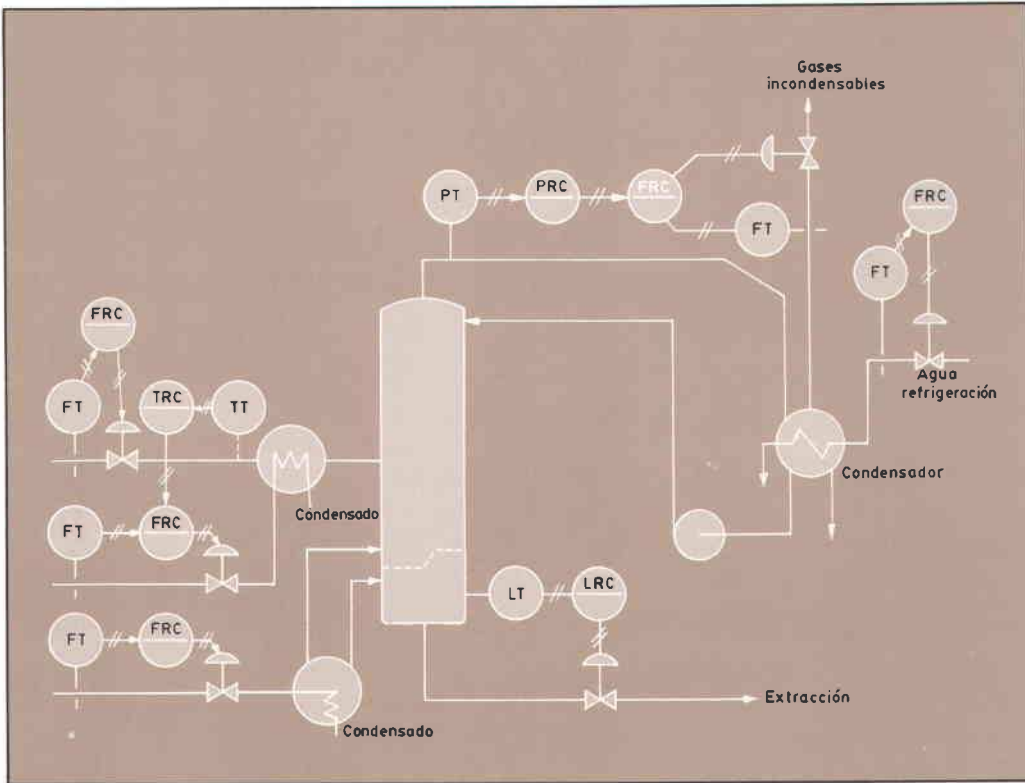 Gases
incondensables
PT
PRC
FRC
FT
FRC
FT
Agua
refrigeración
FRC
FT
TRC
TT
Condensado
Condensador
FT
FRC
LT
LRC
FT
FRC
Extracción
Condensado